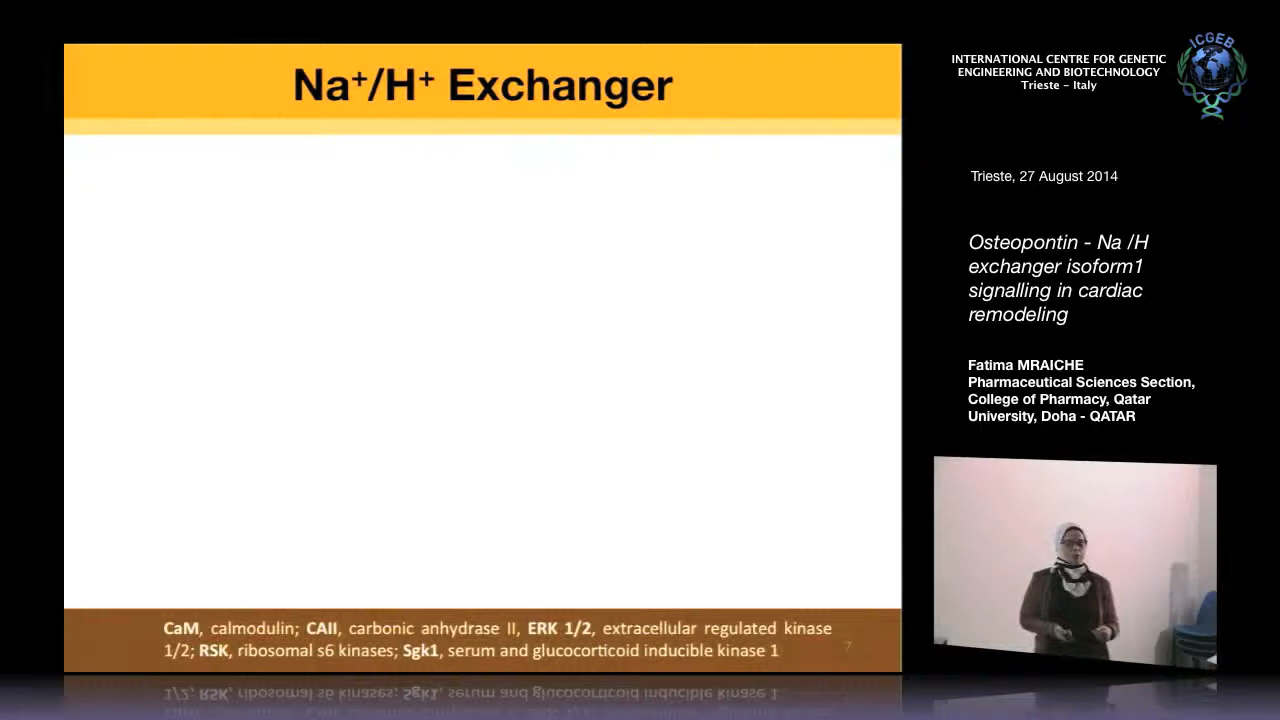 Na⁺/H⁺ Exchanger
CaM, calmodulin; CAII, carbonic anhydrase II, ERK 1/2, extracellular regulated kinase
1/2; RSK, ribosomal s6 kinases; Sgk1, serum and glucocorticoid inducible kinase 1
7
INTERNATIONAL CENTRE FOR GENETIC
ENGINEERING AND BIOTECHNOLOGY
Trieste - Italy
ICGEB
Trieste, 27 August 2014
Osteopontin - Na /H
exchanger isoform1
signalling in cardiac
remodeling
Fatima MRAICHE
Pharmaceutical Sciences Section,
College of Pharmacy, Qatar
University, Doha - QATAR